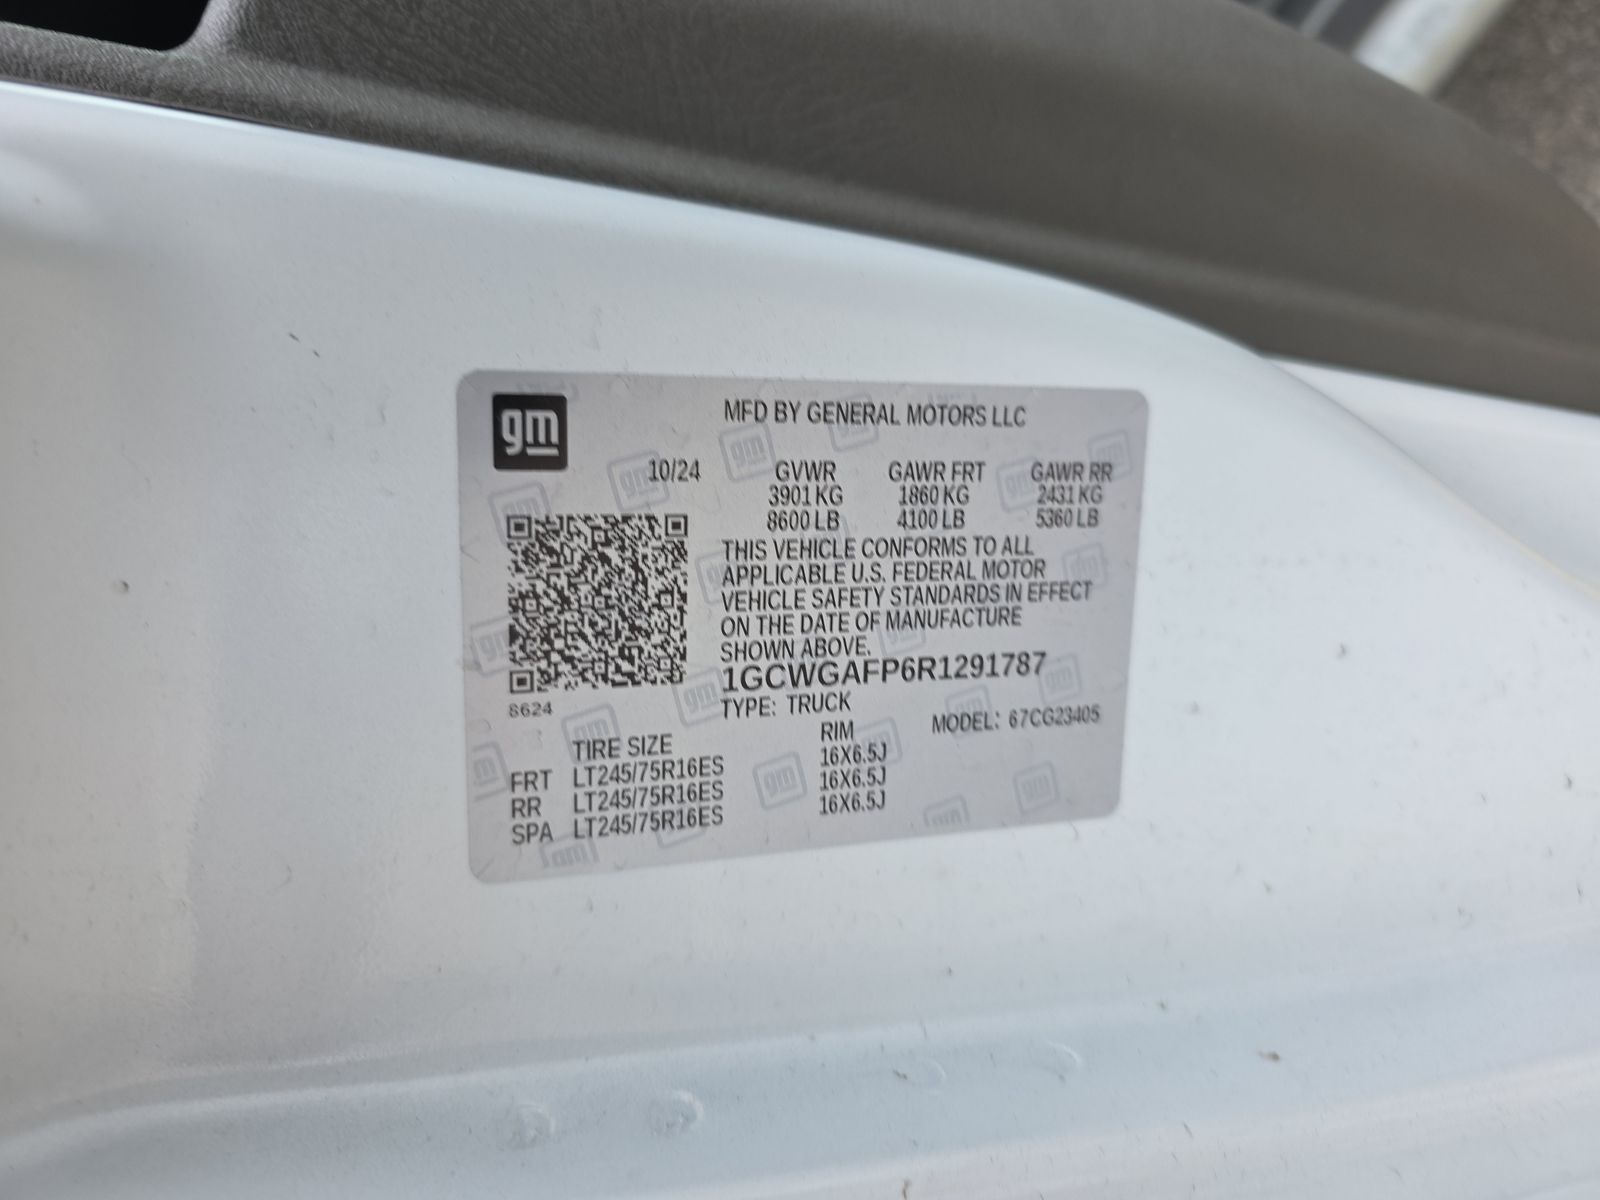 gm
MFD BY GENERAL MOTORS LLC
10/24 GVWR GAWR FRT GAWR RR
3901 KG 1860 KG 2431 KG
8600 LB 4100 LB 5360 LB
THIS VEHICLE CONFORMS TO ALL
APPLICABLE U.S. FEDERAL MOTOR
VEHICLE SAFETY STANDARDS IN EFFECT
ON THE DATE OF MANUFACTURE
SHOWN ABOVE.
1GCWGAFP6R1291787
8624
TYPE: TRUCK
MODEL: 67CG23405
TIRE SIZE RIM
FRT LT245/75R16ES 16X6.5J
RR LT245/75R16ES 16X6.5J
SPA LT245/75R16ES 16X6.5J